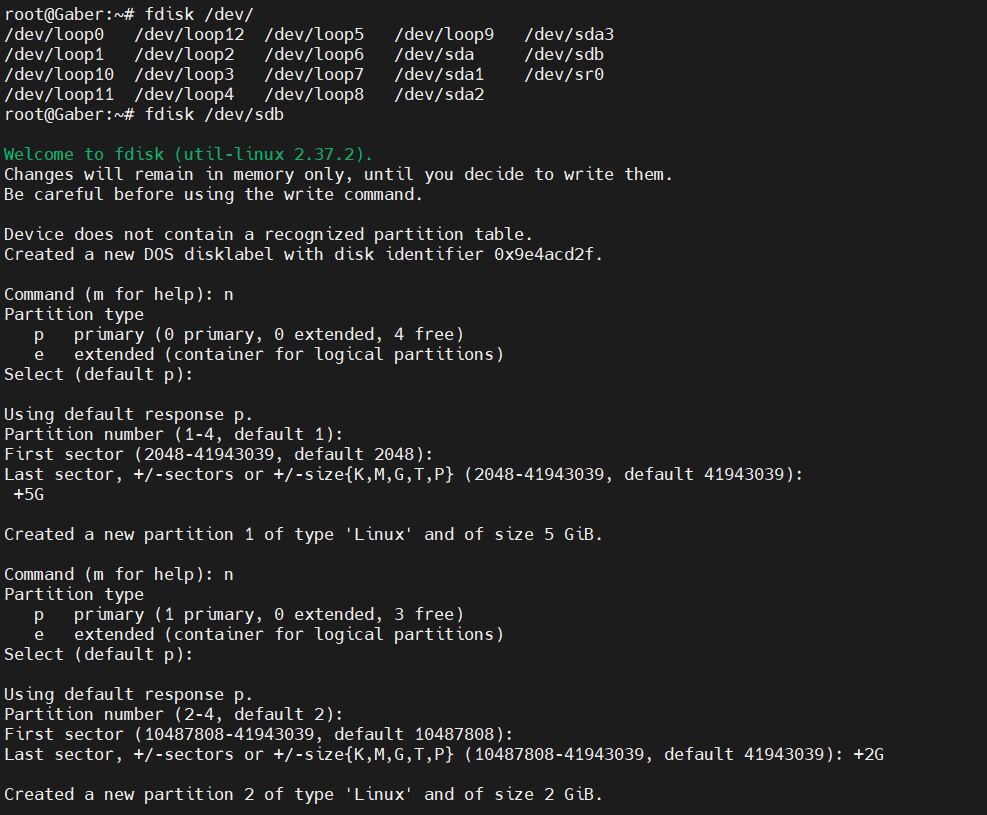 root@Gaber:~# fdisk /dev/
/dev/loop0   /dev/loop12  /dev/loop5   /dev/loop9   /dev/sda3
/dev/loop1   /dev/loop2   /dev/loop6   /dev/sda     /dev/sdb
/dev/loop10  /dev/loop3   /dev/loop7   /dev/sda1    /dev/sr0
/dev/loop11  /dev/loop4   /dev/loop8   /dev/sda2
root@Gaber:~# fdisk /dev/sdb

Welcome to fdisk (util-linux 2.37.2).
Changes will remain in memory only, until you decide to write them.
Be careful before using the write command.

Device does not contain a recognized partition table.
Created a new DOS disklabel with disk identifier 0x9e4acd2f.

Command (m for help): n
Partition type
   p   primary (0 primary, 0 extended, 4 free)
   e   extended (container for logical partitions)
Select (default p):

Using default response p.
Partition number (1-4, default 1):
First sector (2048-41943039, default 2048):
Last sector, +/-sectors or +/-size{K,M,G,T,P} (2048-41943039, default 41943039):
 +5G

Created a new partition 1 of type 'Linux' and of size 5 GiB.

Command (m for help): n
Partition type
   p   primary (1 primary, 0 extended, 3 free)
   e   extended (container for logical partitions)
Select (default p):

Using default response p.
Partition number (2-4, default 2):
First sector (10487808-41943039, default 10487808):
Last sector, +/-sectors or +/-size{K,M,G,T,P} (10487808-41943039, default 41943039): +2G

Created a new partition 2 of type 'Linux' and of size 2 GiB.